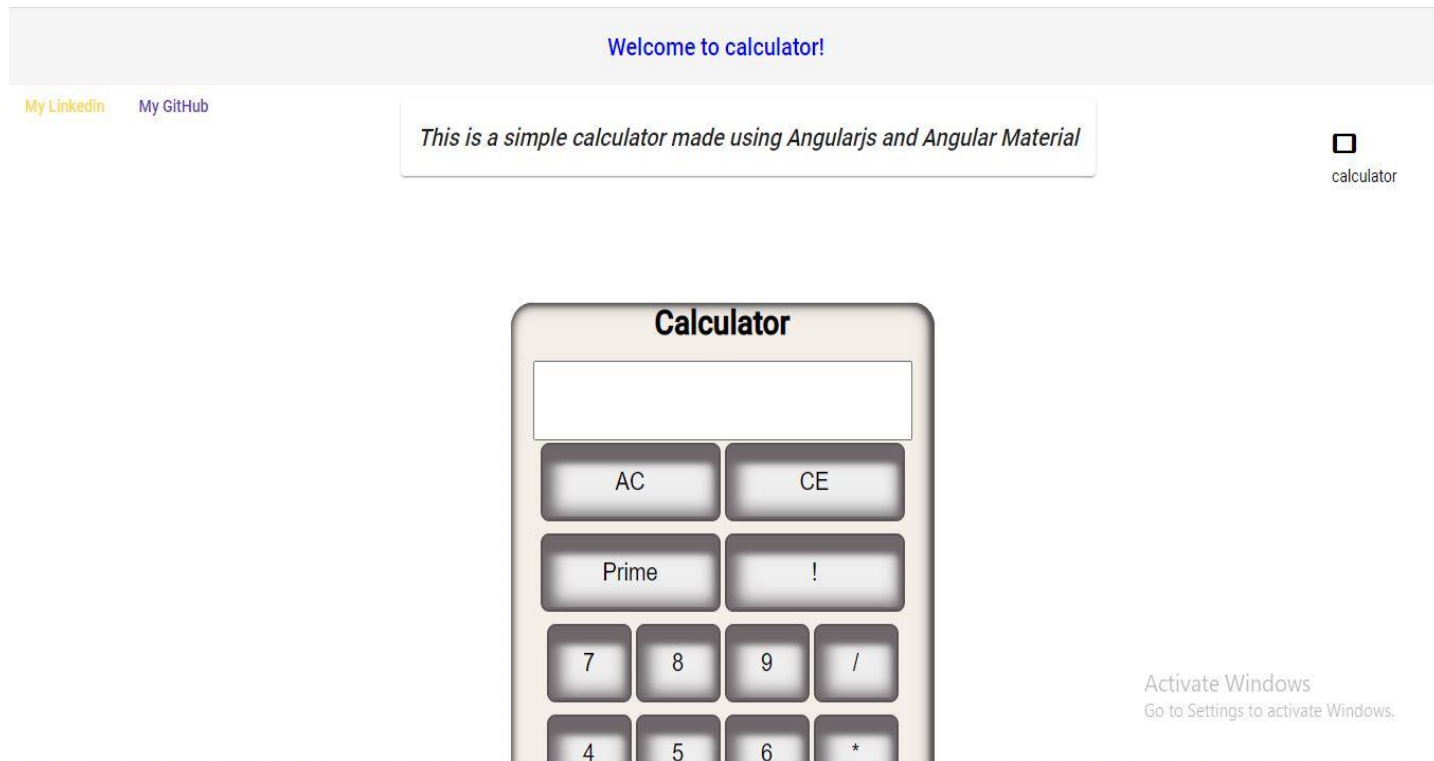 Welcome to calculator!
My Linkedin My GitHub
This is a simple calculator made using Angularjs and Angular Material
calculator
Calculator
AC CE
Prime !
7 8 9 /
4 5 6 *
Activate Windows
Go to Settings to activate Windows.